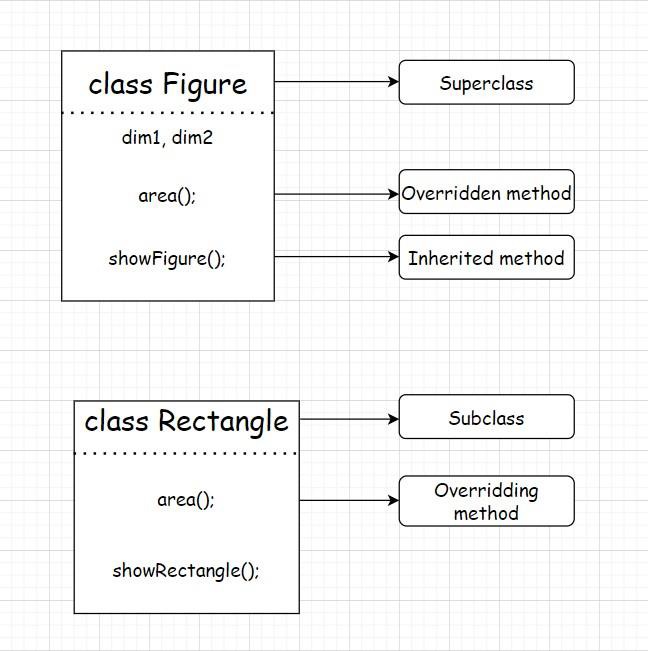 class Figure
Superclass
dim1, dim2
area();
Overridden method
showFigure();
Inherited method
class Rectangle
Subclass
area();
Overridding
method
showRectangle();